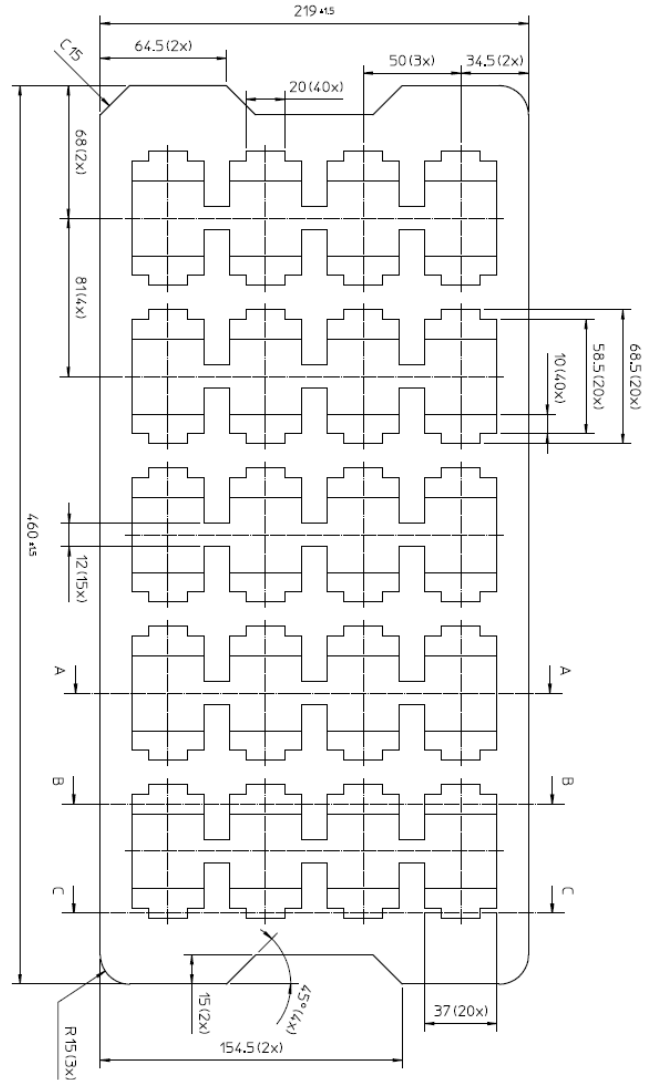 219 ±1.5
64.5(2x)
50(3x)
34.5(2x)
C15
20(40x)
68(2x)
81(4x)
10(40x)
58.5(20x)
68.5(20x)
460 ±1.5
12(15x)
A
A
B
B
C
C
45°(4x)
15(2x)
37(20x)
R15(3x)
154.5(2x)